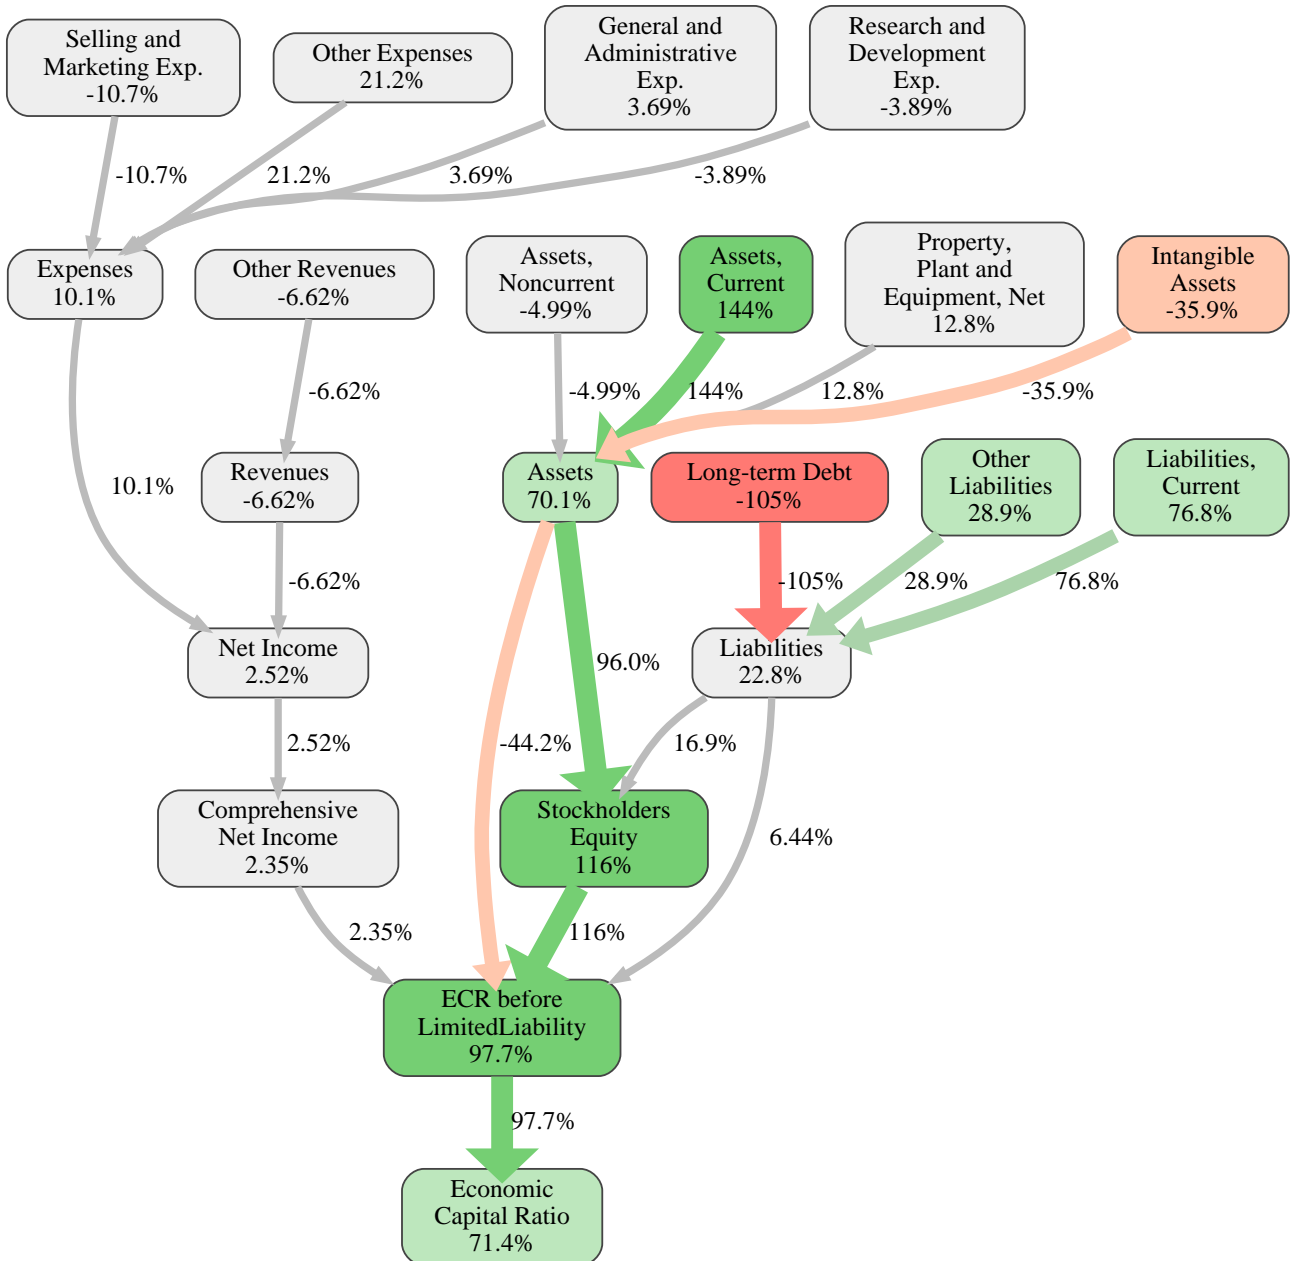 Selling and
Marketing Exp.
-10.7%
Other Expenses
21.2%
General and
Administrative
Exp.
3.69%
Research and
Development
Exp.
-3.89%
-10.7%
21.2%
3.69%
-3.89%
Expenses
10.1%
Other Revenues
-6.62%
Assets,
Noncurrent
-4.99%
Assets,
Current
144%
Property,
Plant and
Equipment, Net
12.8%
Intangible
Assets
-35.9%
-6.62%
-4.99%
144%
12.8%
-35.9%
10.1%
Revenues
-6.62%
Assets
70.1%
Long-term Debt
-105%
Other
Liabilities
28.9%
Liabilities,
Current
76.8%
-6.62%
-105%
28.9%
76.8%
Net Income
2.52%
96.0%
Liabilities
22.8%
2.52%
-44.2%
16.9%
Comprehensive
Net Income
2.35%
Stockholders
Equity
116%
6.44%
2.35%
116%
ECR before
LimitedLiability
97.7%
97.7%
Economic
Capital Ratio
71.4%